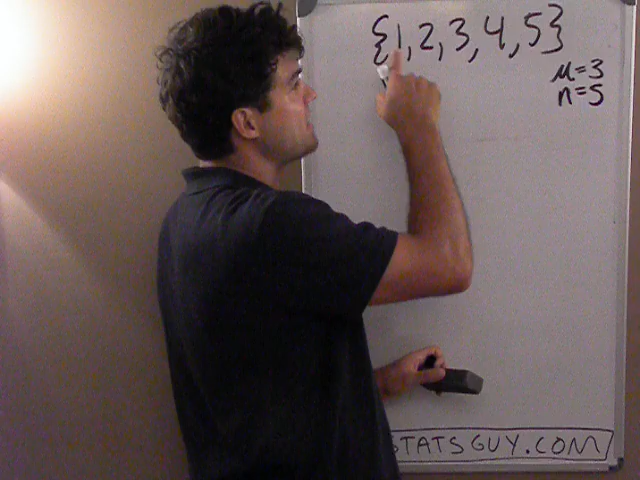 {1,2,3,4,5}
μ=3
n=5
STATSGUY.COM